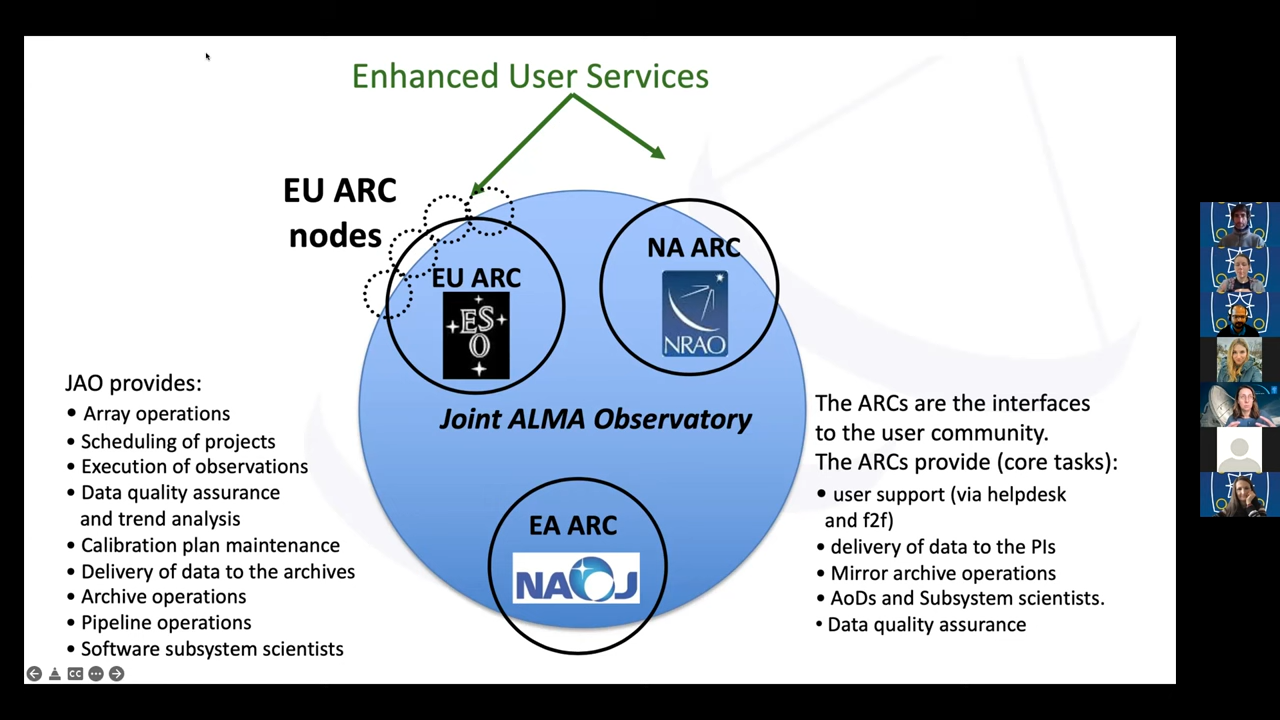 Enhanced User Services
EU ARC
nodes
EU ARC
ES
O
NA ARC
NRAO
Joint ALMA Observatory
EA ARC
NAOJ
JAO provides:
• Array operations
• Scheduling of projects
• Execution of observations
• Data quality assurance
and trend analysis
• Calibration plan maintenance
• Delivery of data to the archives
• Archive operations
• Pipeline operations
• Software subsystem scientists
The ARCs are the interfaces
to the user community.
The ARCs provide (core tasks):
• user support (via helpdesk
and f2f)
• delivery of data to the PIs
• Mirror archive operations
• AoDs and Subsystem scientists.
• Data quality assurance
CC